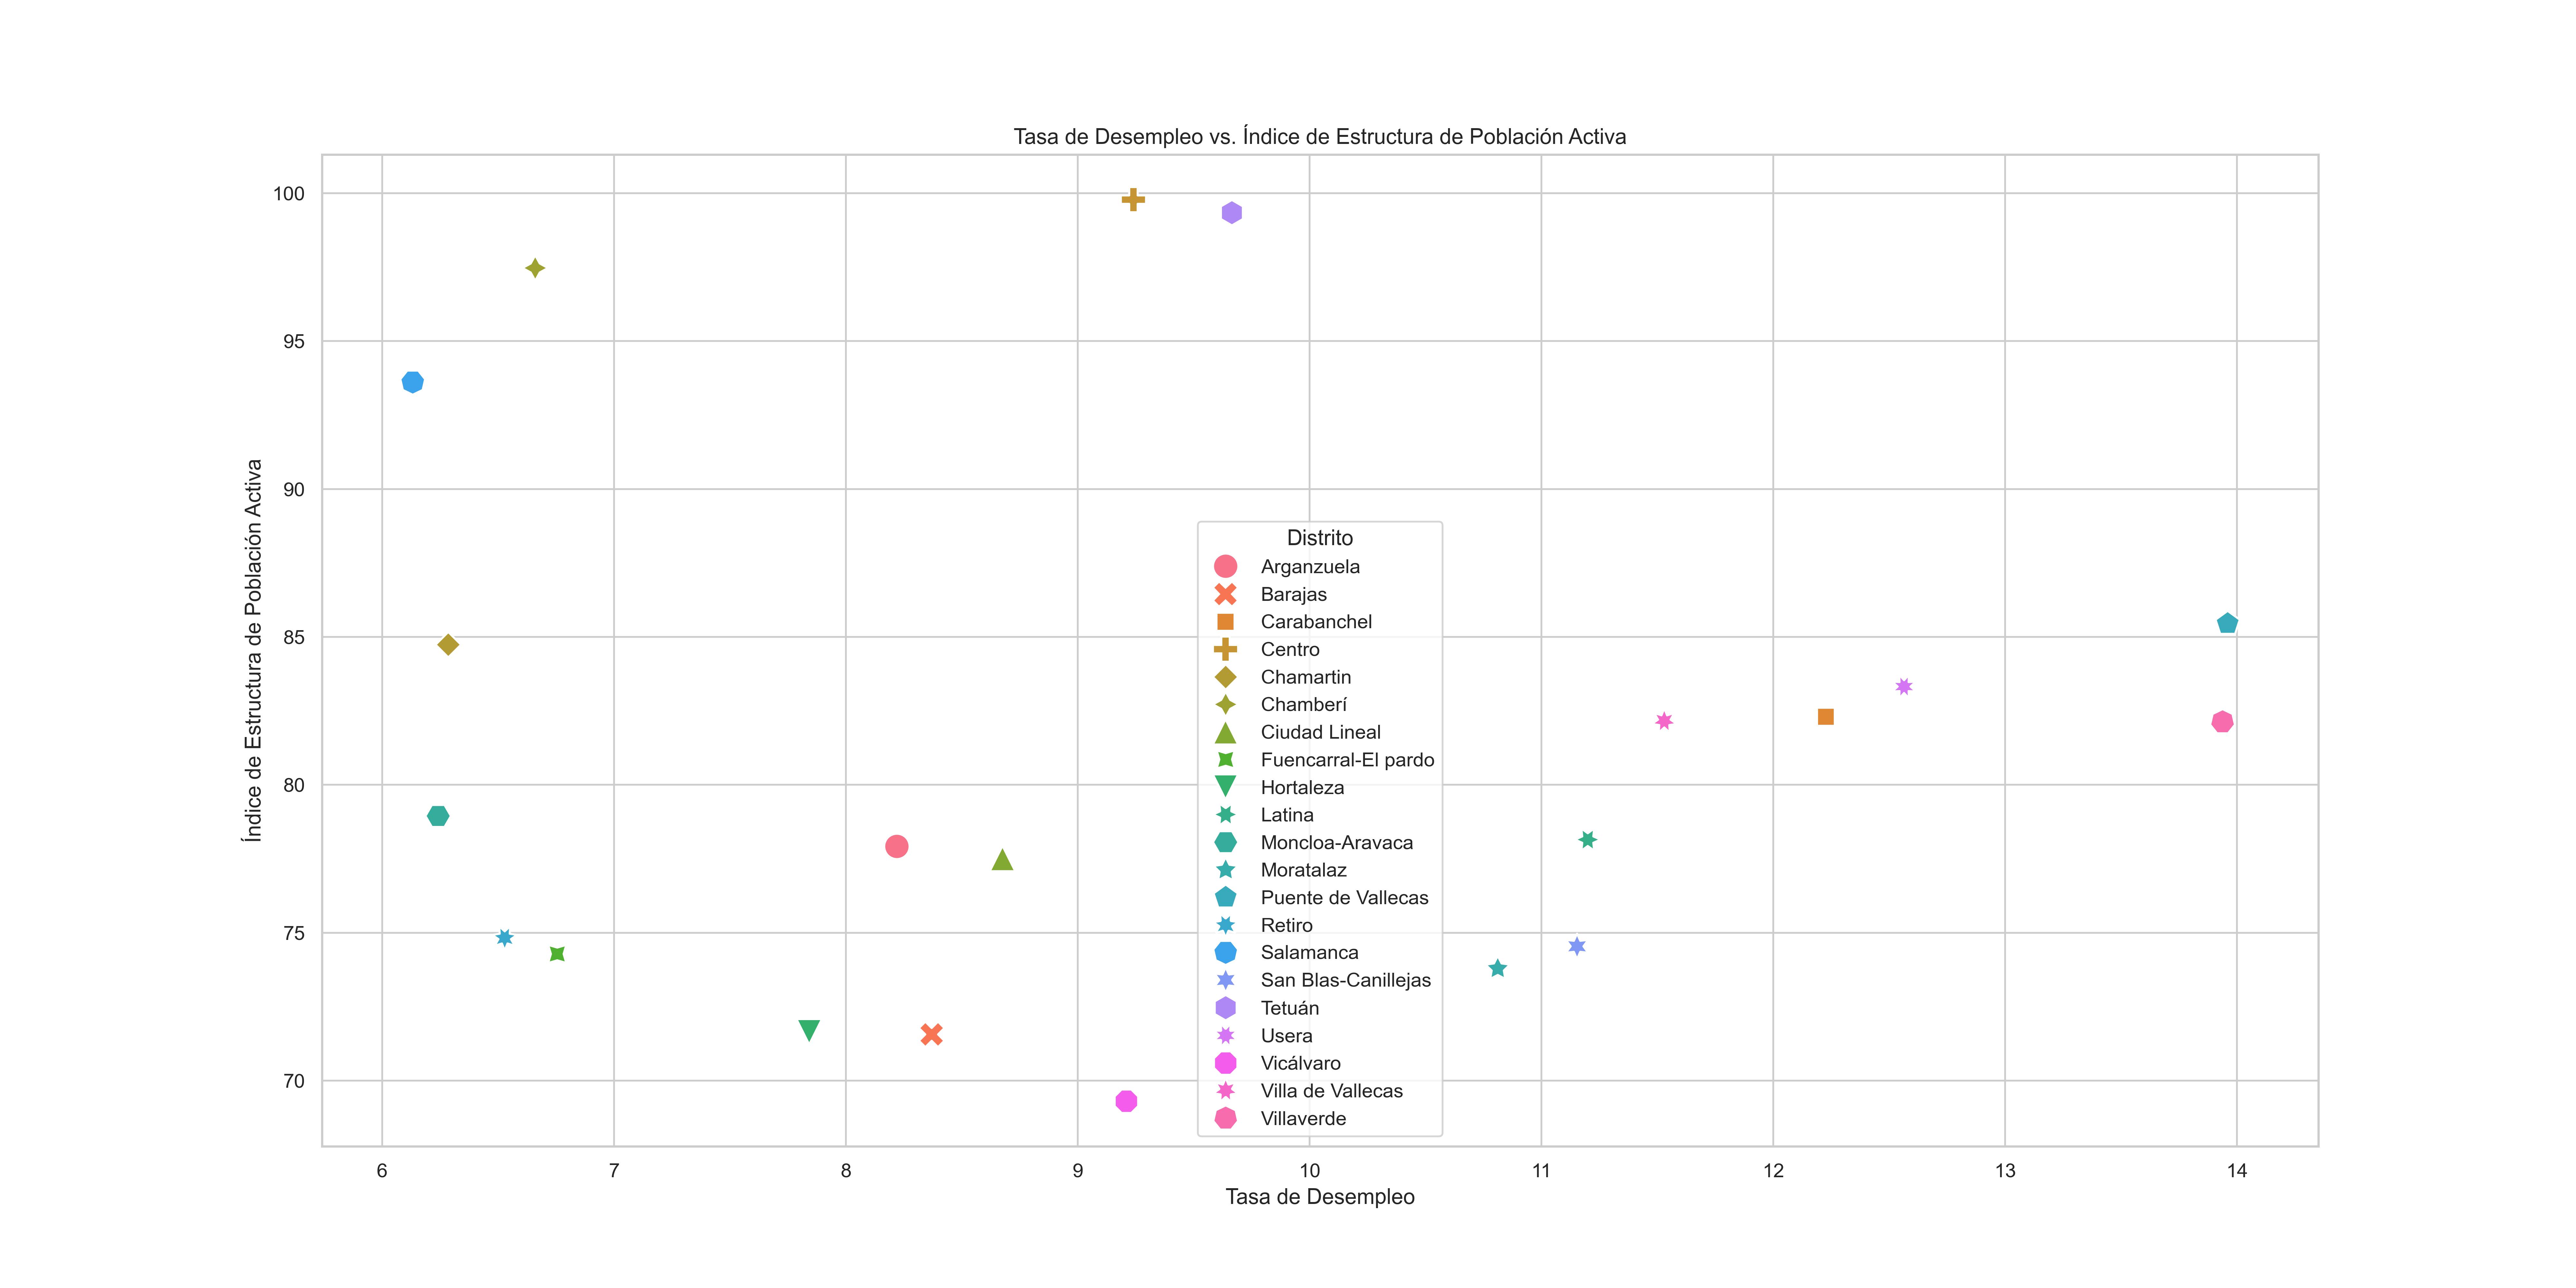 Tasa de Desempleo vs. Índice de Estructura de Población Activa
Índice de Estructura de Población Activa
100
95
90
85
80
75
70
Distrito
Arganzuela
Barajas
Carabanchel
Centro
Chamartin
Chamberí
Ciudad Lineal
Fuencarral-El pardo
Hortaleza
Latina
Moncloa-Aravaca
Moratalaz
Puente de Vallecas
Retiro
Salamanca
San Blas-Canillejas
Tetuán
Usera
Vicálvaro
Villa de Vallecas
Villaverde
6 7 8 9 10 11 12 13 14
Tasa de Desempleo